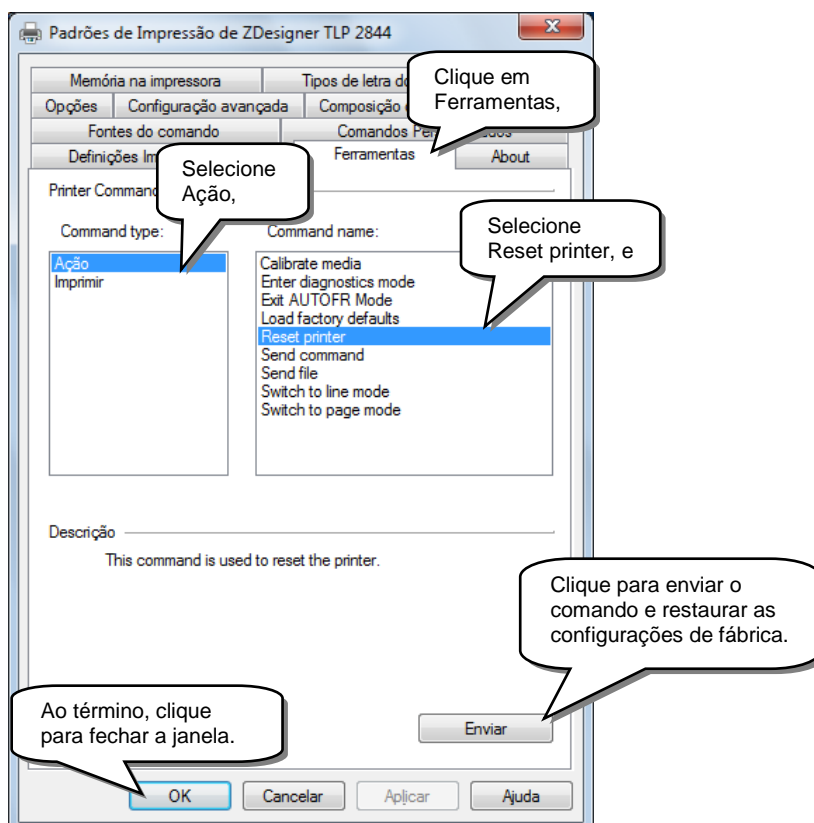 Padrões de Impressão de ZDesigner TLP 2844
Memória na impressora
Tipos de letra do
Clique em
Ferramentas,
Opções
Configuração avançada
Composição
Fontes do comando
Comandos
Definições
Ferramentas
About
Selecione
Ação,
Printer
Command type:
Command name:
Selecione
Reset printer, e
Ação
Imprimir
Calibrate media
Enter diagnostics mode
Exit AUTOFR Mode
Load factory defaults
Reset printer
Send command
Send file
Switch to line mode
Switch to page mode
Descrição
This command is used to reset the printer.
Clique para enviar o
comando e restaurar as
configurações de fábrica.
Ao término, clique
para fechar a janela.
Enviar
OK
Cancelar
Aplicar
Ajuda